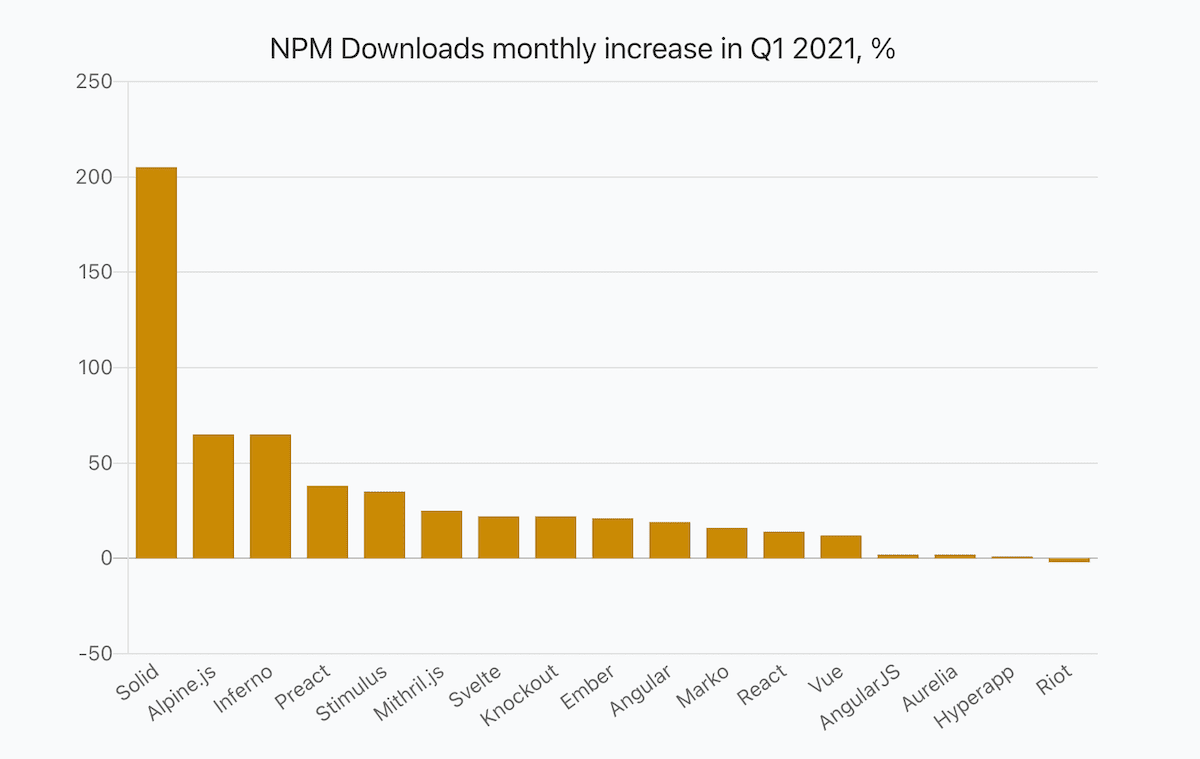 NPM Downloads monthly increase in Q1 2021, %
250
200
150
100
50
0
-50
Solid
Alpine.js
Inferno
Preact
Stimulus
Mithril.js
Svelte
Knockout
Ember
Angular
Marko
React
Vue
AngularJS
Aurelia
Hyperapp
Riot